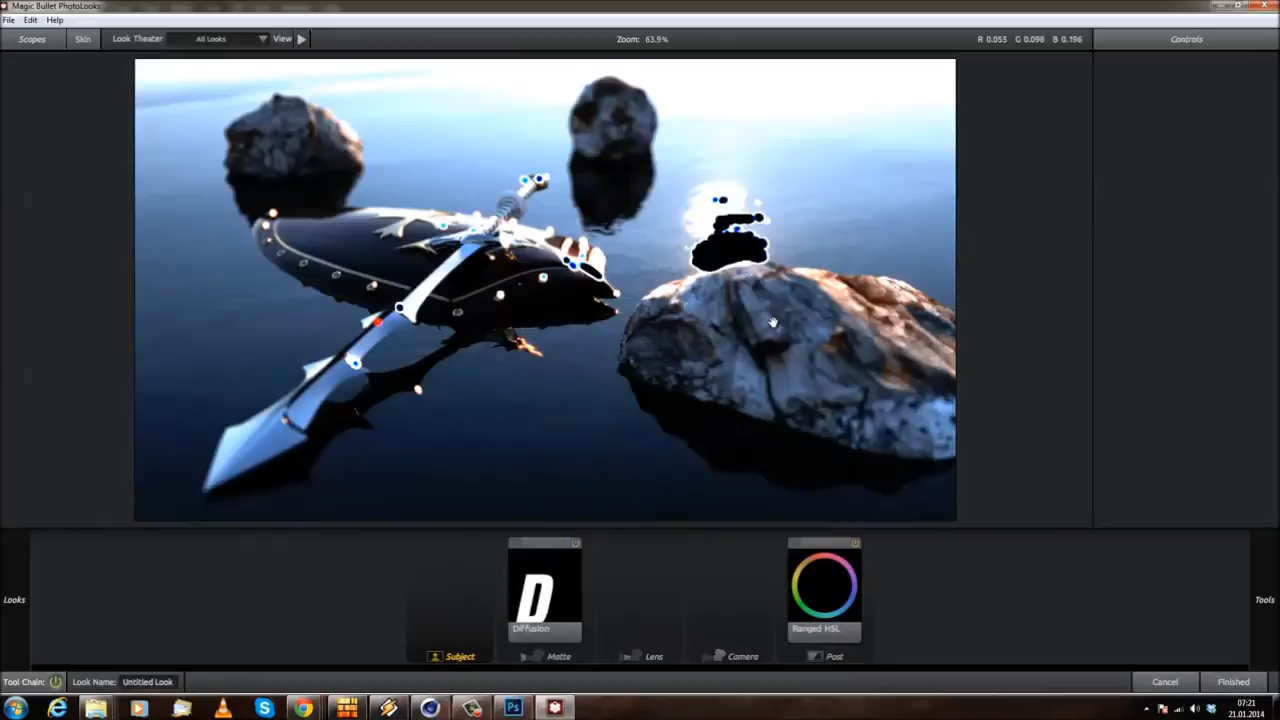 Magic Bullet PhotoLooks
File Edit Help
Scopes Skin Look Theater All Looks View Zoom: 63.9% R 0.055 G 0.098 B 0.196 Controls
D
Diffusion Ranged HSL
Looks Tools
Subject Matte Lens Camera Post
Tool Chain: Look Name: Untitled Look Cancel Finished
Ps
07:21
21.01.2014